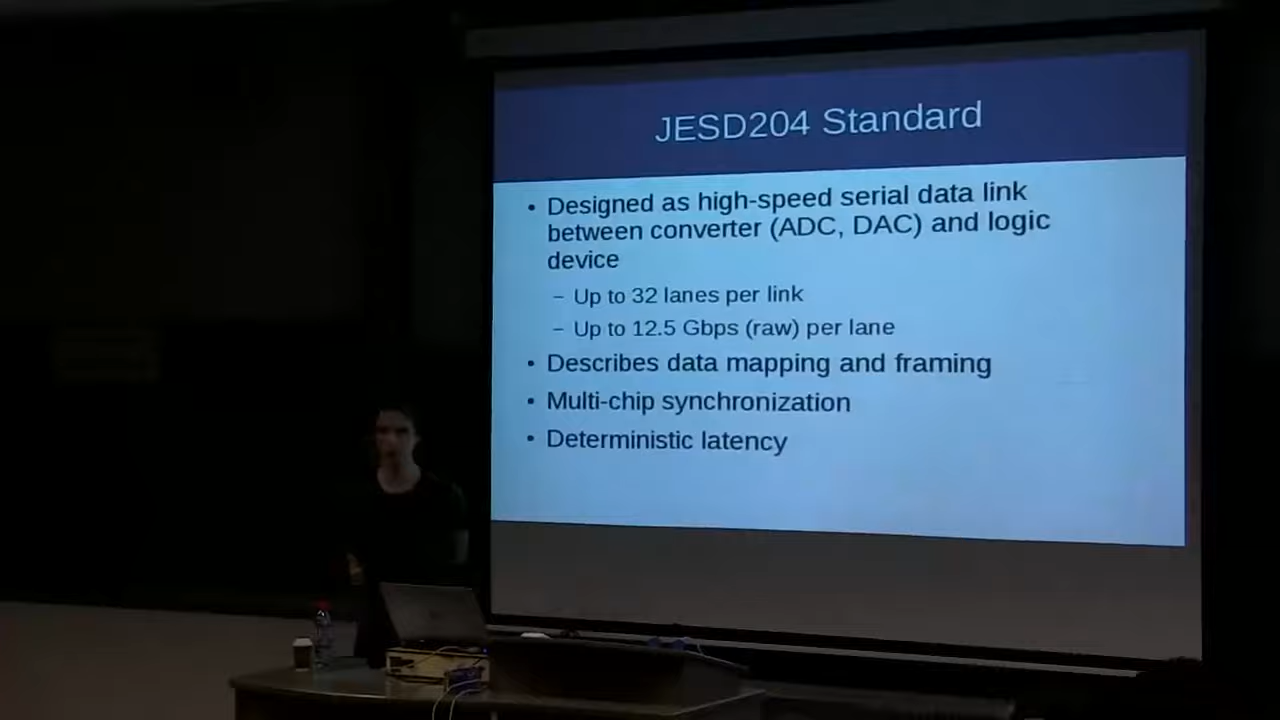 JESD204 Standard
• Designed as high-speed serial data link
between converter (ADC, DAC) and logic
device
– Up to 32 lanes per link
– Up to 12.5 Gbps (raw) per lane
• Describes data mapping and framing
• Multi-chip synchronization
• Deterministic latency